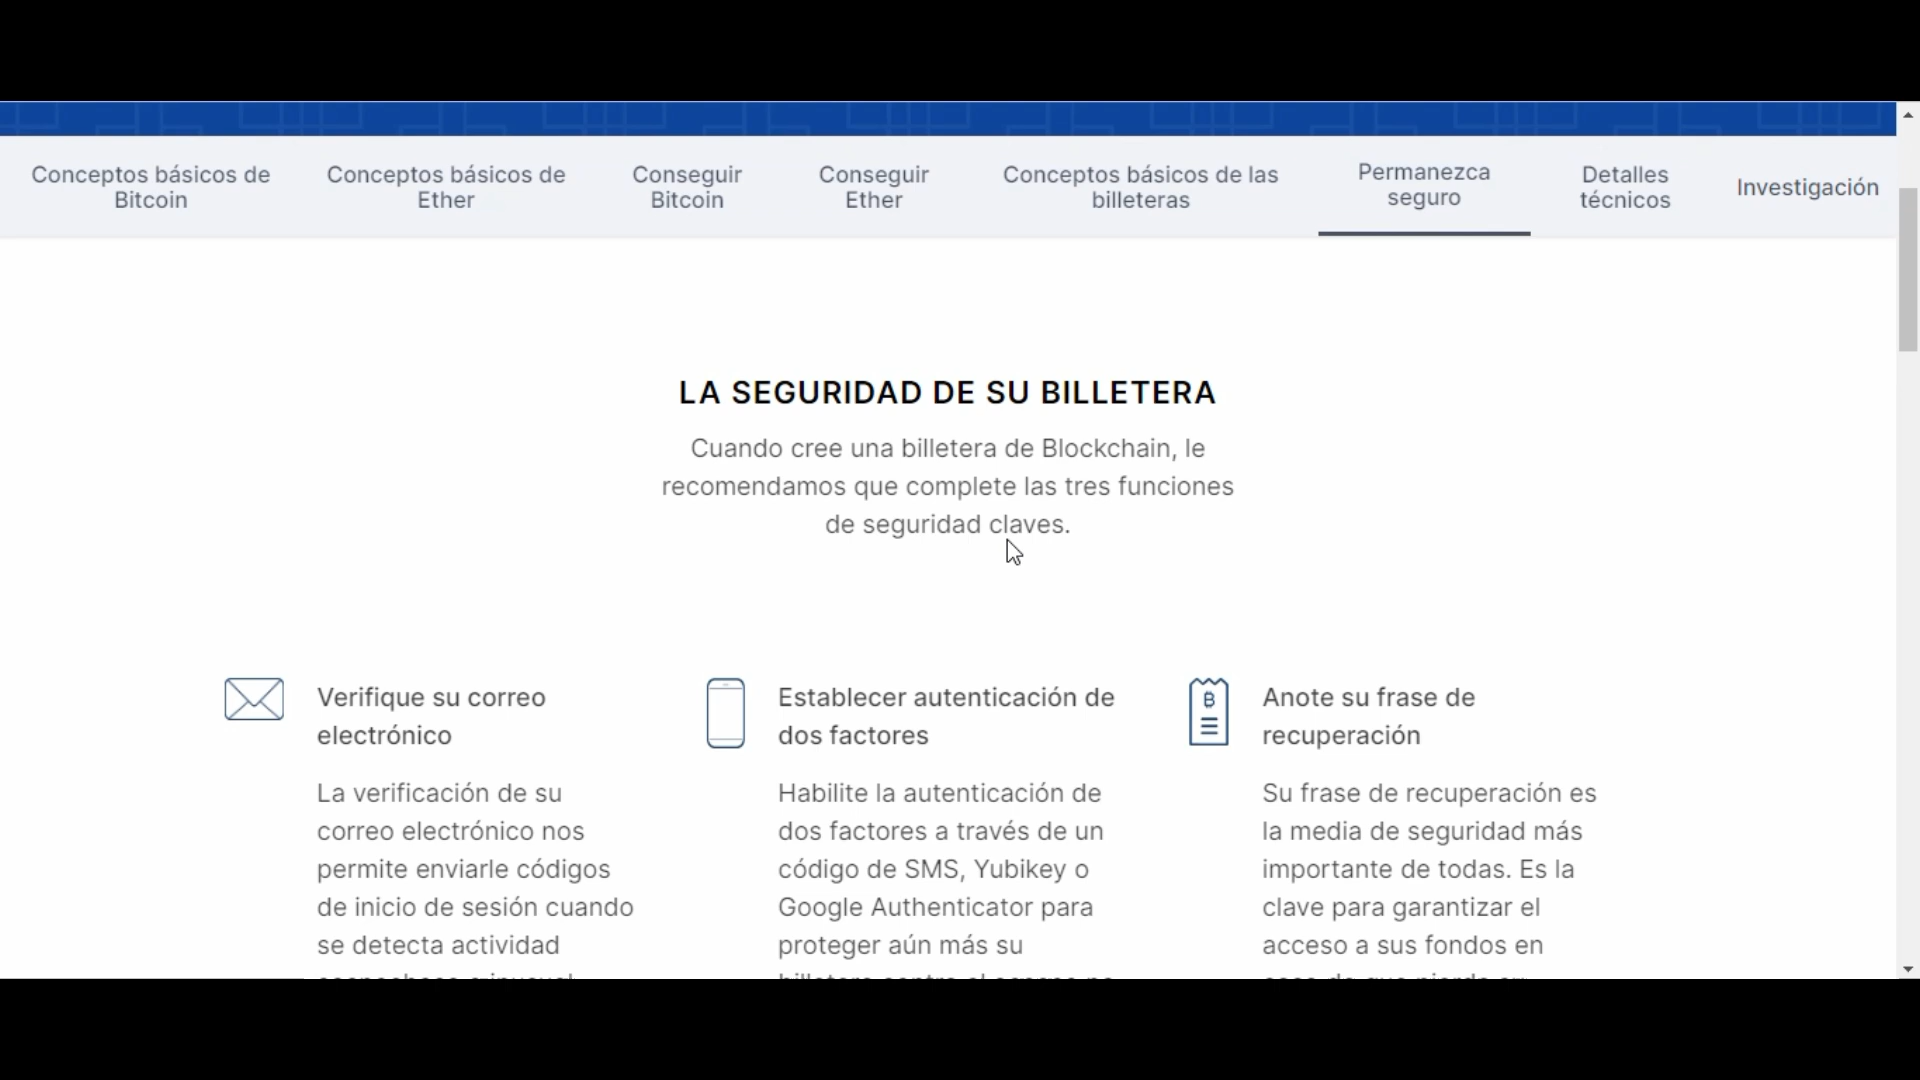 Conceptos básicos de
Bitcoin
Conceptos básicos de
Ether
Conseguir
Bitcoin
Conseguir
Ether
Conceptos básicos de las
billeteras
Permanezca
seguro
Detalles
técnicos
Investigación
LA SEGURIDAD DE SU BILLETERA
Cuando cree una billetera de Blockchain, le
recomendamos que complete las tres funciones
de seguridad claves.
Verifique su correo
electrónico
La verificación de su
correo electrónico nos
permite enviarle códigos
de inicio de sesión cuando
se detecta actividad
Establecer autenticación de
dos factores
Habilite la autenticación de
dos factores a través de un
código de SMS, Yubikey o
Google Authenticator para
proteger aún más su
Anote su frase de
recuperación
Su frase de recuperación es
la media de seguridad más
importante de todas. Es la
clave para garantizar el
acceso a sus fondos en